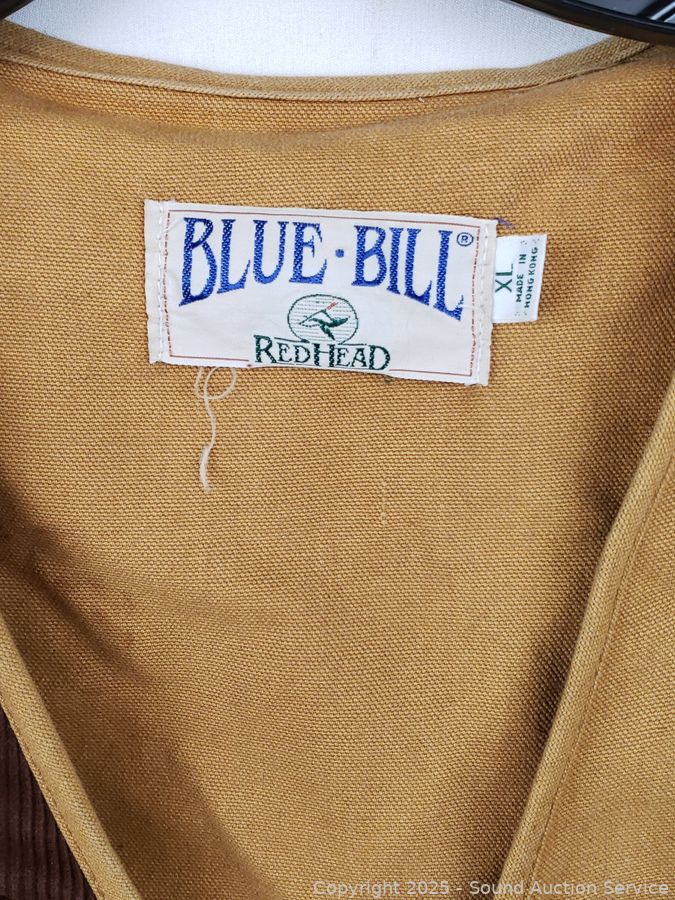 BLUE·BILL®
REDHEAD
XL
MADE IN
HONG KONG
Copyright 2025 - Sound Auction Service